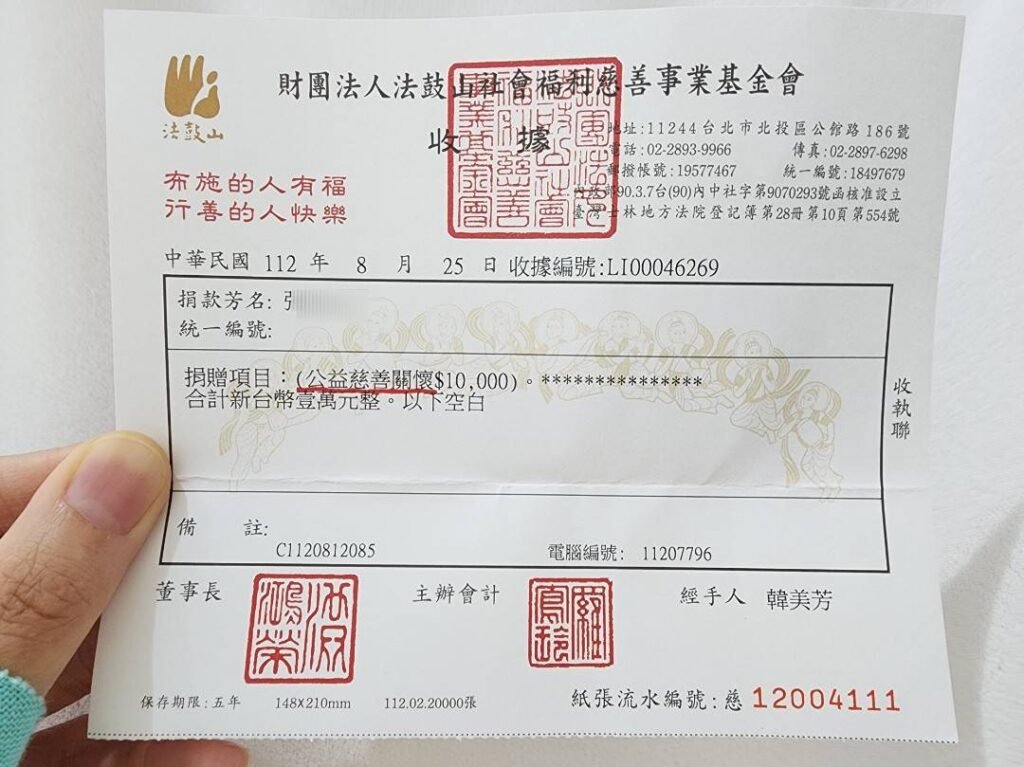 財團法人法鼓山社會福利慈善事業基金會
收 據
法鼓山
布施的人有福
行善的人快樂
地址:11244台北市北投區公館路186號
電話:02-2893-9966 傳真:02-2897-6298
郵撥帳號:19577467 統一編號:18497679
內政部90.3.7台(90)內中社字第9070293號函核准設立
臺灣士林地方法院登記簿第28冊第10頁第554號
中華民國 112 年 8 月 25 日 收據編號:LI00046269
捐款芳名:
統一編號:
捐贈項目:(公益慈善關懷$10,000)。***************
合計新台幣壹萬元整。以下空白
收執聯
備 註:
C1120812085 電腦編號: 11207796
董事長 主辦會計 經手人 韓美芳
保存期限:五年 148X210mm 112.02.20000張 紙張流水編號:慈 12004111